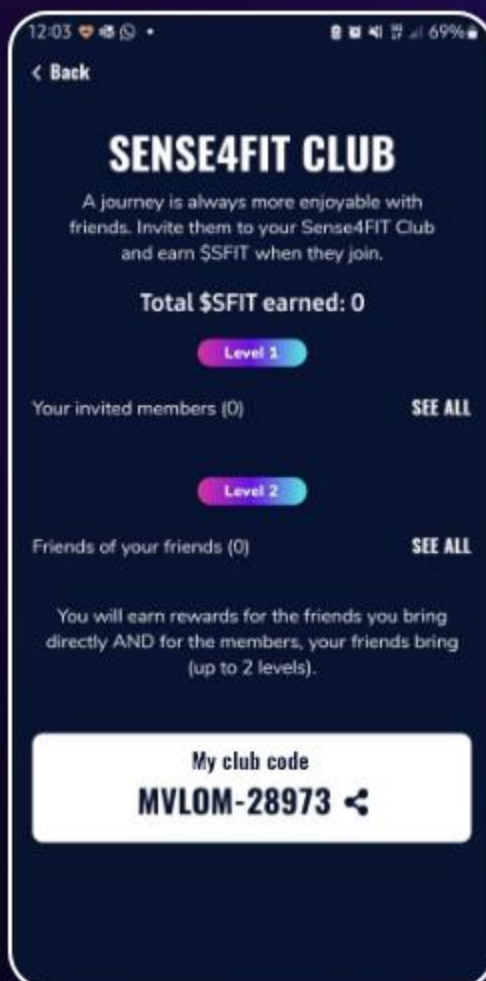 12:03
69%
< Back
SENSE4FIT CLUB
A journey is always more enjoyable with
friends. Invite them to your Sense4FIT Club
and earn $SFIT when they join.
Total $SFIT earned: 0
Level 1
Your invited members (0)
SEE ALL
Level 2
Friends of your friends (0)
SEE ALL
You will earn rewards for the friends you bring
directly AND for the members, your friends bring
(up to 2 levels).
My club code
MVLOM-28973